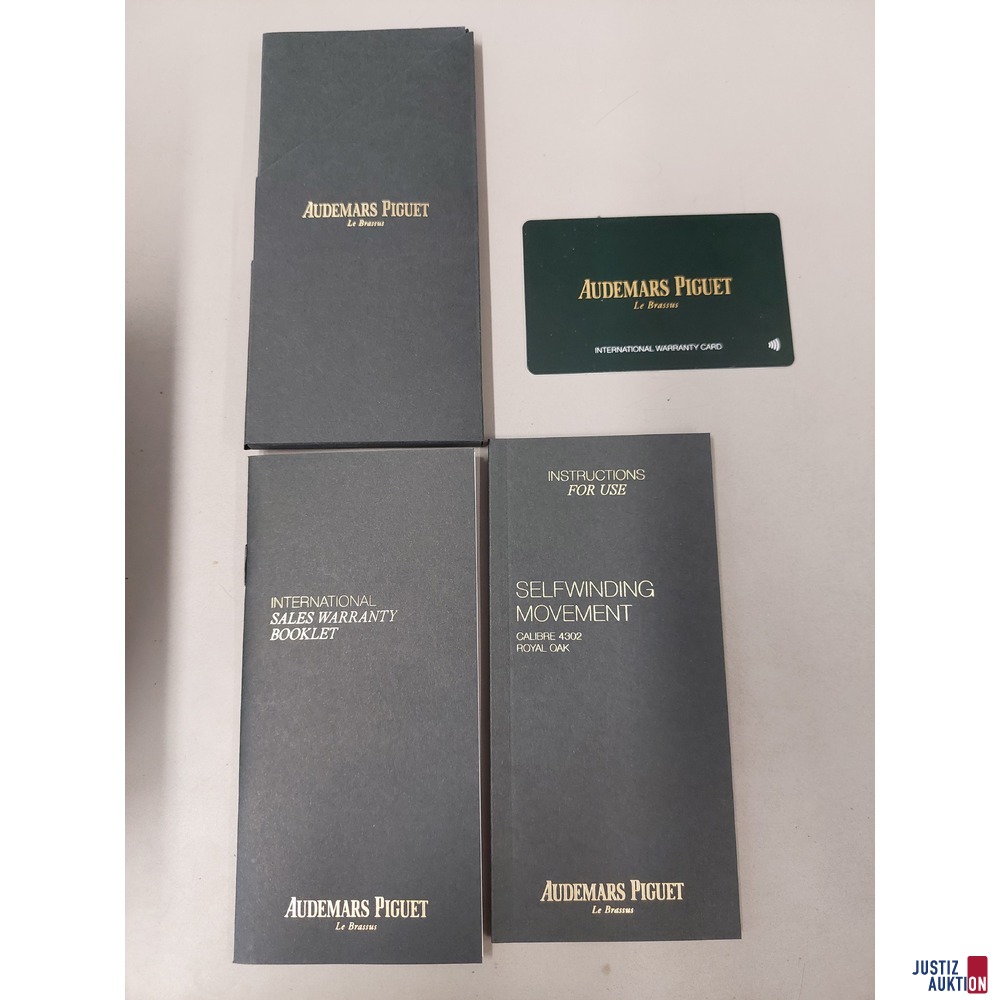 AUDEMARS PIGUET
Le Brassus
AUDEMARS PIGUET
Le Brassus
INTERNATIONAL WARRANTY CARD
INTERNATIONAL
SALES WARRANTY
BOOKLET
AUDEMARS PIGUET
Le Brassus
INSTRUCTIONS
FOR USE
SELFWINDING
MOVEMENT
CALIBRE 4302
ROYAL OAK
AUDEMARS PIGUET
Le Brassus
JUSTIZ
AUKTION